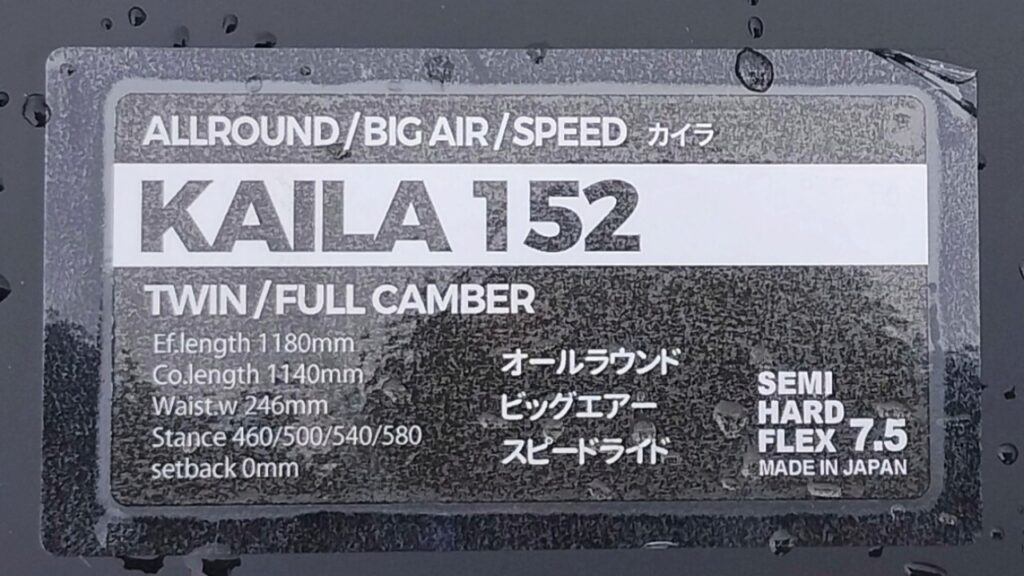 ALLROUND/BIG AIR/SPEED カイラ
KAILA 152
TWIN/FULL CAMBER
Ef.length 1180mm
Co.length 1140mm
Waist.w 246mm
Stance 460/500/540/580
setback 0mm
オールラウンド
ビッグエアー
スピードライド
SEMI
HARD
FLEX 7.5
MADE IN JAPAN